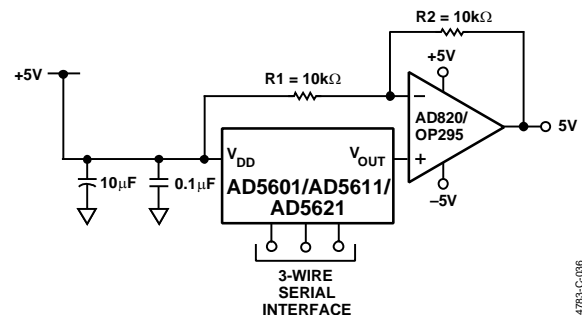 R2 = 10kΩ
+5V
+5V
R1 = 10kΩ
–
AD820/
OP295
5V
+
–5V
VDD
VOUT
10µF
0.1µF
AD5601/AD5611/
AD5621
3-WIRE
SERIAL
INTERFACE
4783-C-036